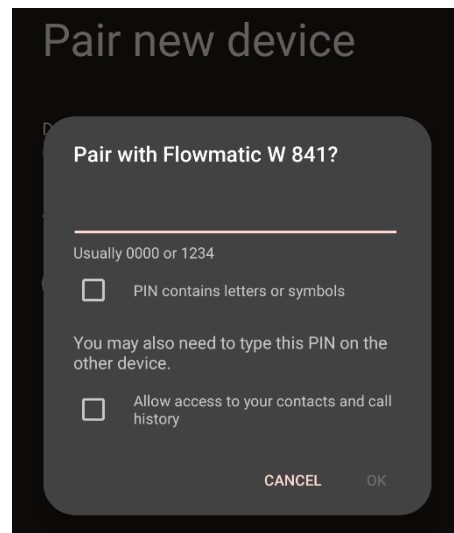 Pair new device
D
Pair with Flowmatic W 841?
Usually 0000 or 1234
PIN contains letters or symbols
You may also need to type this PIN on the
other device.
Allow access to your contacts and call
history
CANCEL
OK